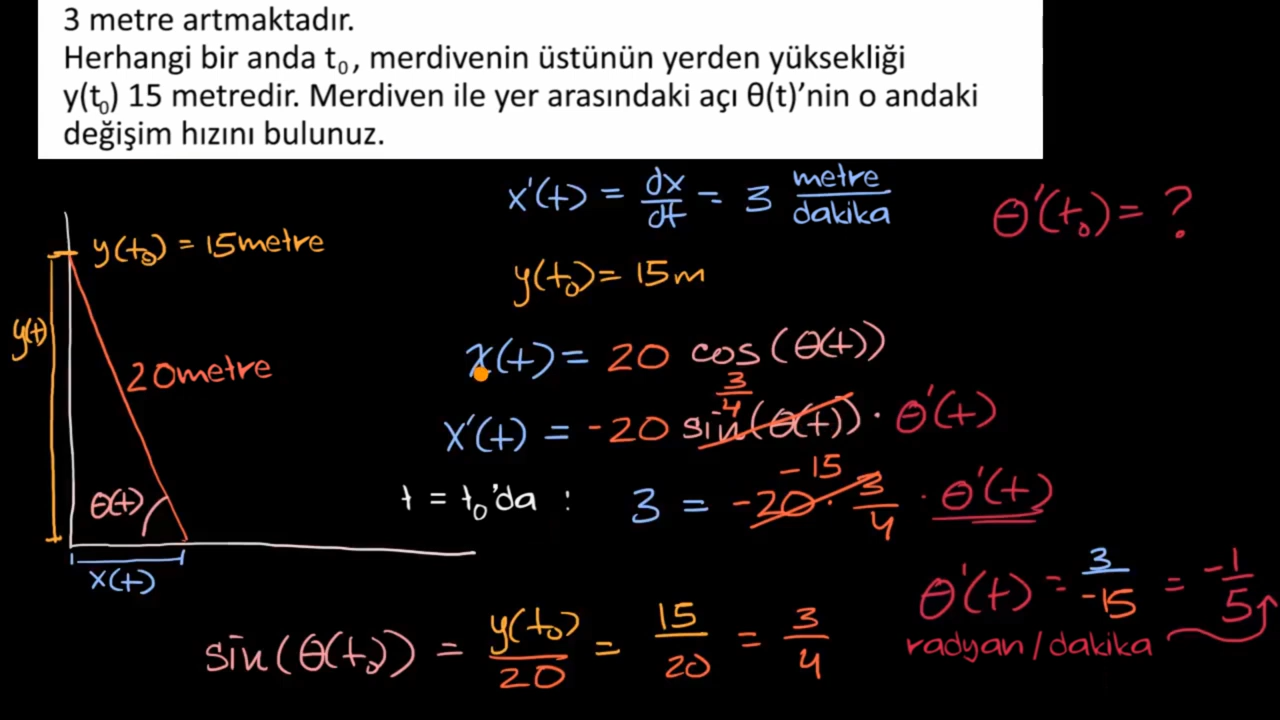 3 metre artmaktadır.
Herhangi bir anda t₀, merdivenin üstünün yerden yüksekliği
y(t₀) 15 metredir. Merdiven ile yer arasındaki açı θ(t)’nin o andaki
değişim hızını bulunuz.
x'(t) = dx/dt = 3 metre/dakika
θ'(t₀) = ?
y(t₀) = 15metre
y(t₀) = 15m
y(t)
x(t) = 20 cos(θ(t))
20metre
3/4
x'(t) = -20 sin(θ(t)) · θ'(t)
-15
θ(t)
t = t₀'da : 3 = -20 · 3/4 · θ'(t)
x(t)
θ'(t) = 3/-15 = -1/5
radyan/dakika
sin(θ(t₀)) = y(t₀)/20 = 15/20 = 3/4